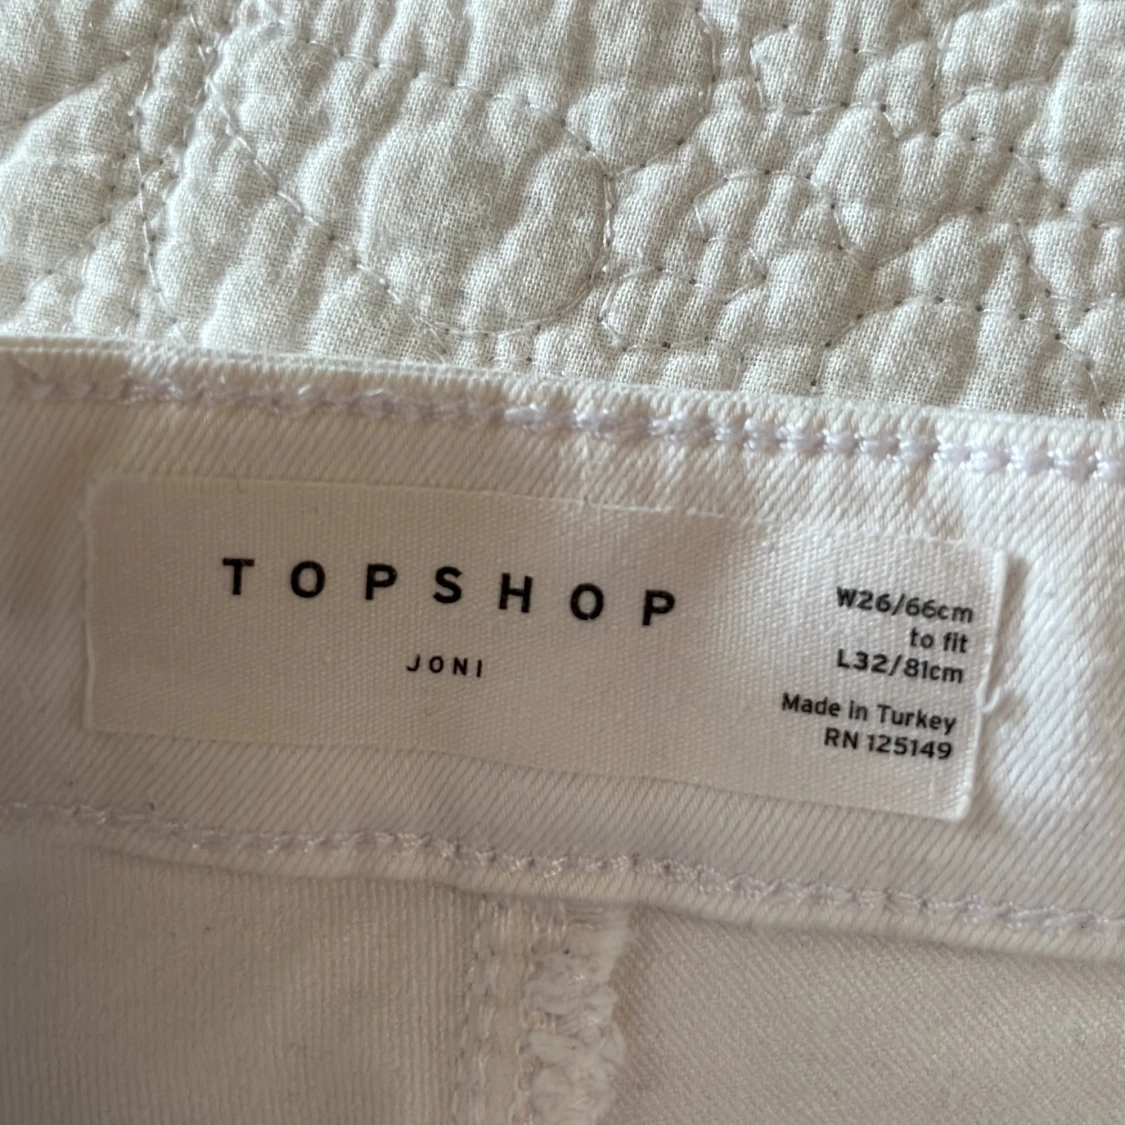 TOPSHOP
JONI
W26/66cm
to fit
L32/81cm
Made in Turkey
RN 125149